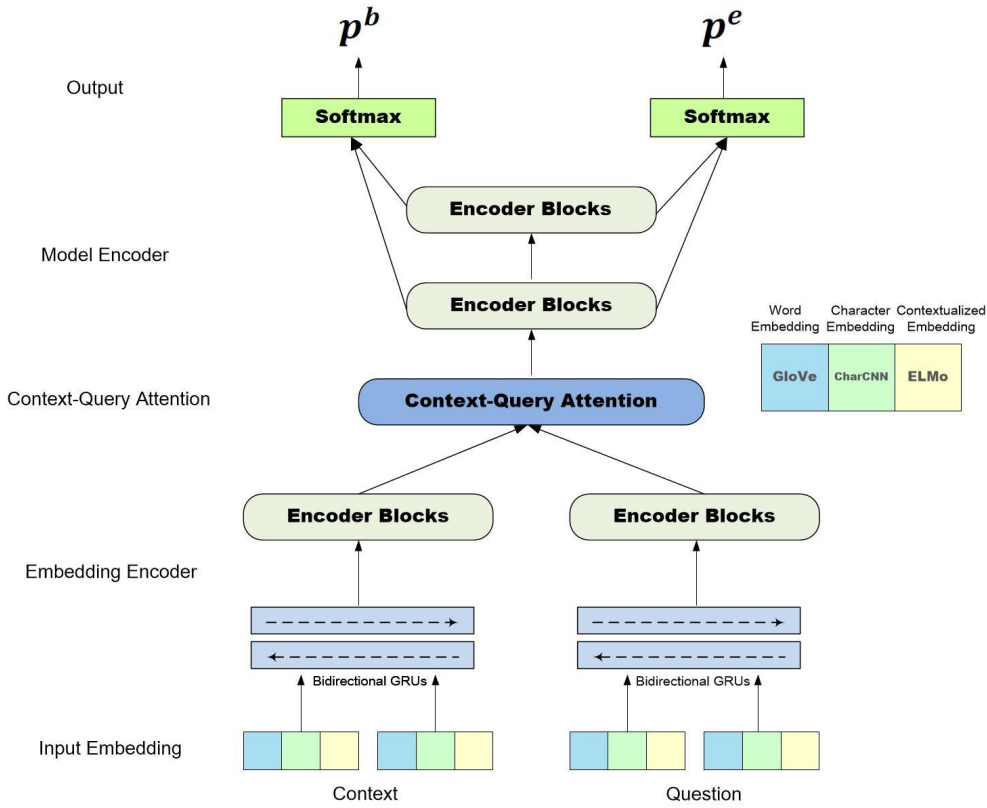 p^b p^e
Output
Softmax Softmax
Encoder Blocks
Model Encoder
Encoder Blocks
Word Embedding Character Embedding Contextualized Embedding
GloVe CharCNN ELMo
Context-Query Attention Context-Query Attention
Encoder Blocks Encoder Blocks
Embedding Encoder
Bidirectional GRUs Bidirectional GRUs
Input Embedding
Context Question